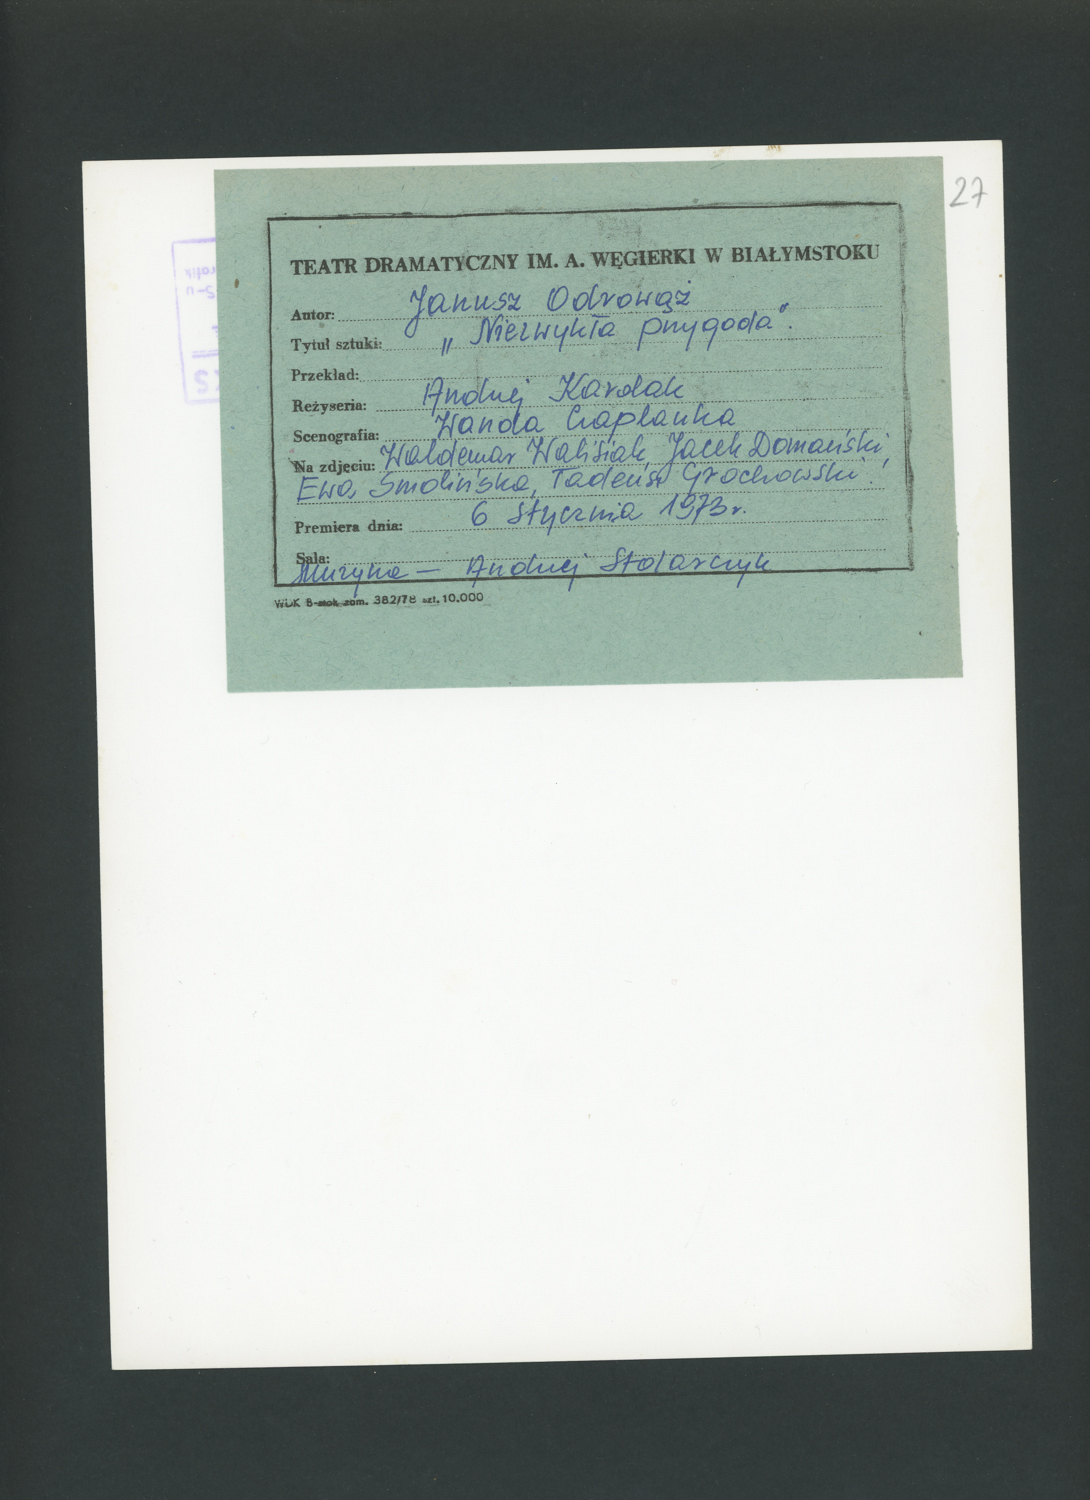 27
TEATR DRAMATYCZNY IM. A. WĘGIERKI W BIAŁYMSTOKU
Autor: Janusz Odrowąż
Tytuł sztuki: „Niezwykła przygoda".
Przekład:
Reżyseria: Andrzej Kardak
Scenografia: Wanda Czaplanka
Na zdjęciu: Waldemar Walisiak, Jacek Domański,
Ewa Smolińska, Tadeusz Grochowski.
Premiera dnia: 6 stycznia 1973 r.
Sala:
Muzyka — Andrzej Stolarczyk
WDK B-stok zam. 382/78 szt. 10.000